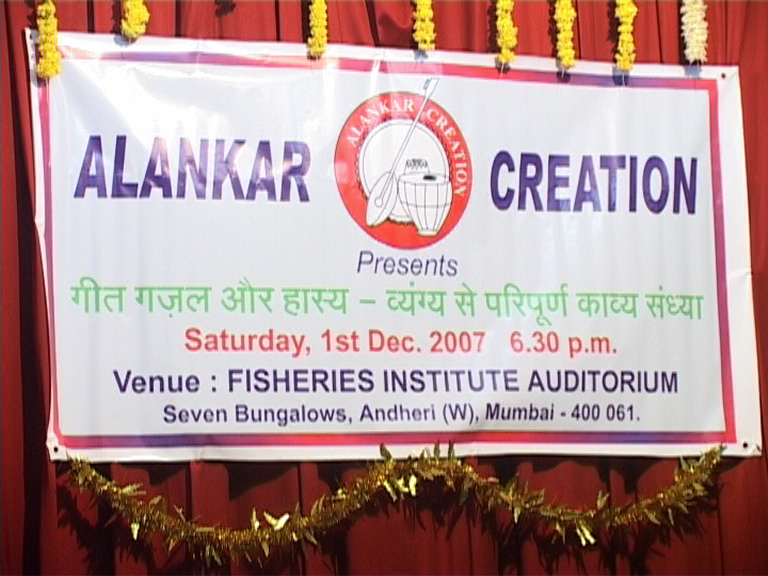 ALANKAR CREATION
ALANKAR CREATION
Presents
गीत गज़ल और हास्य – व्यंग्य से परिपूर्ण काव्य संध्या
Saturday, 1st Dec. 2007 6.30 p.m.
Venue : FISHERIES INSTITUTE AUDITORIUM
Seven Bungalows, Andheri (W), Mumbai - 400 061.